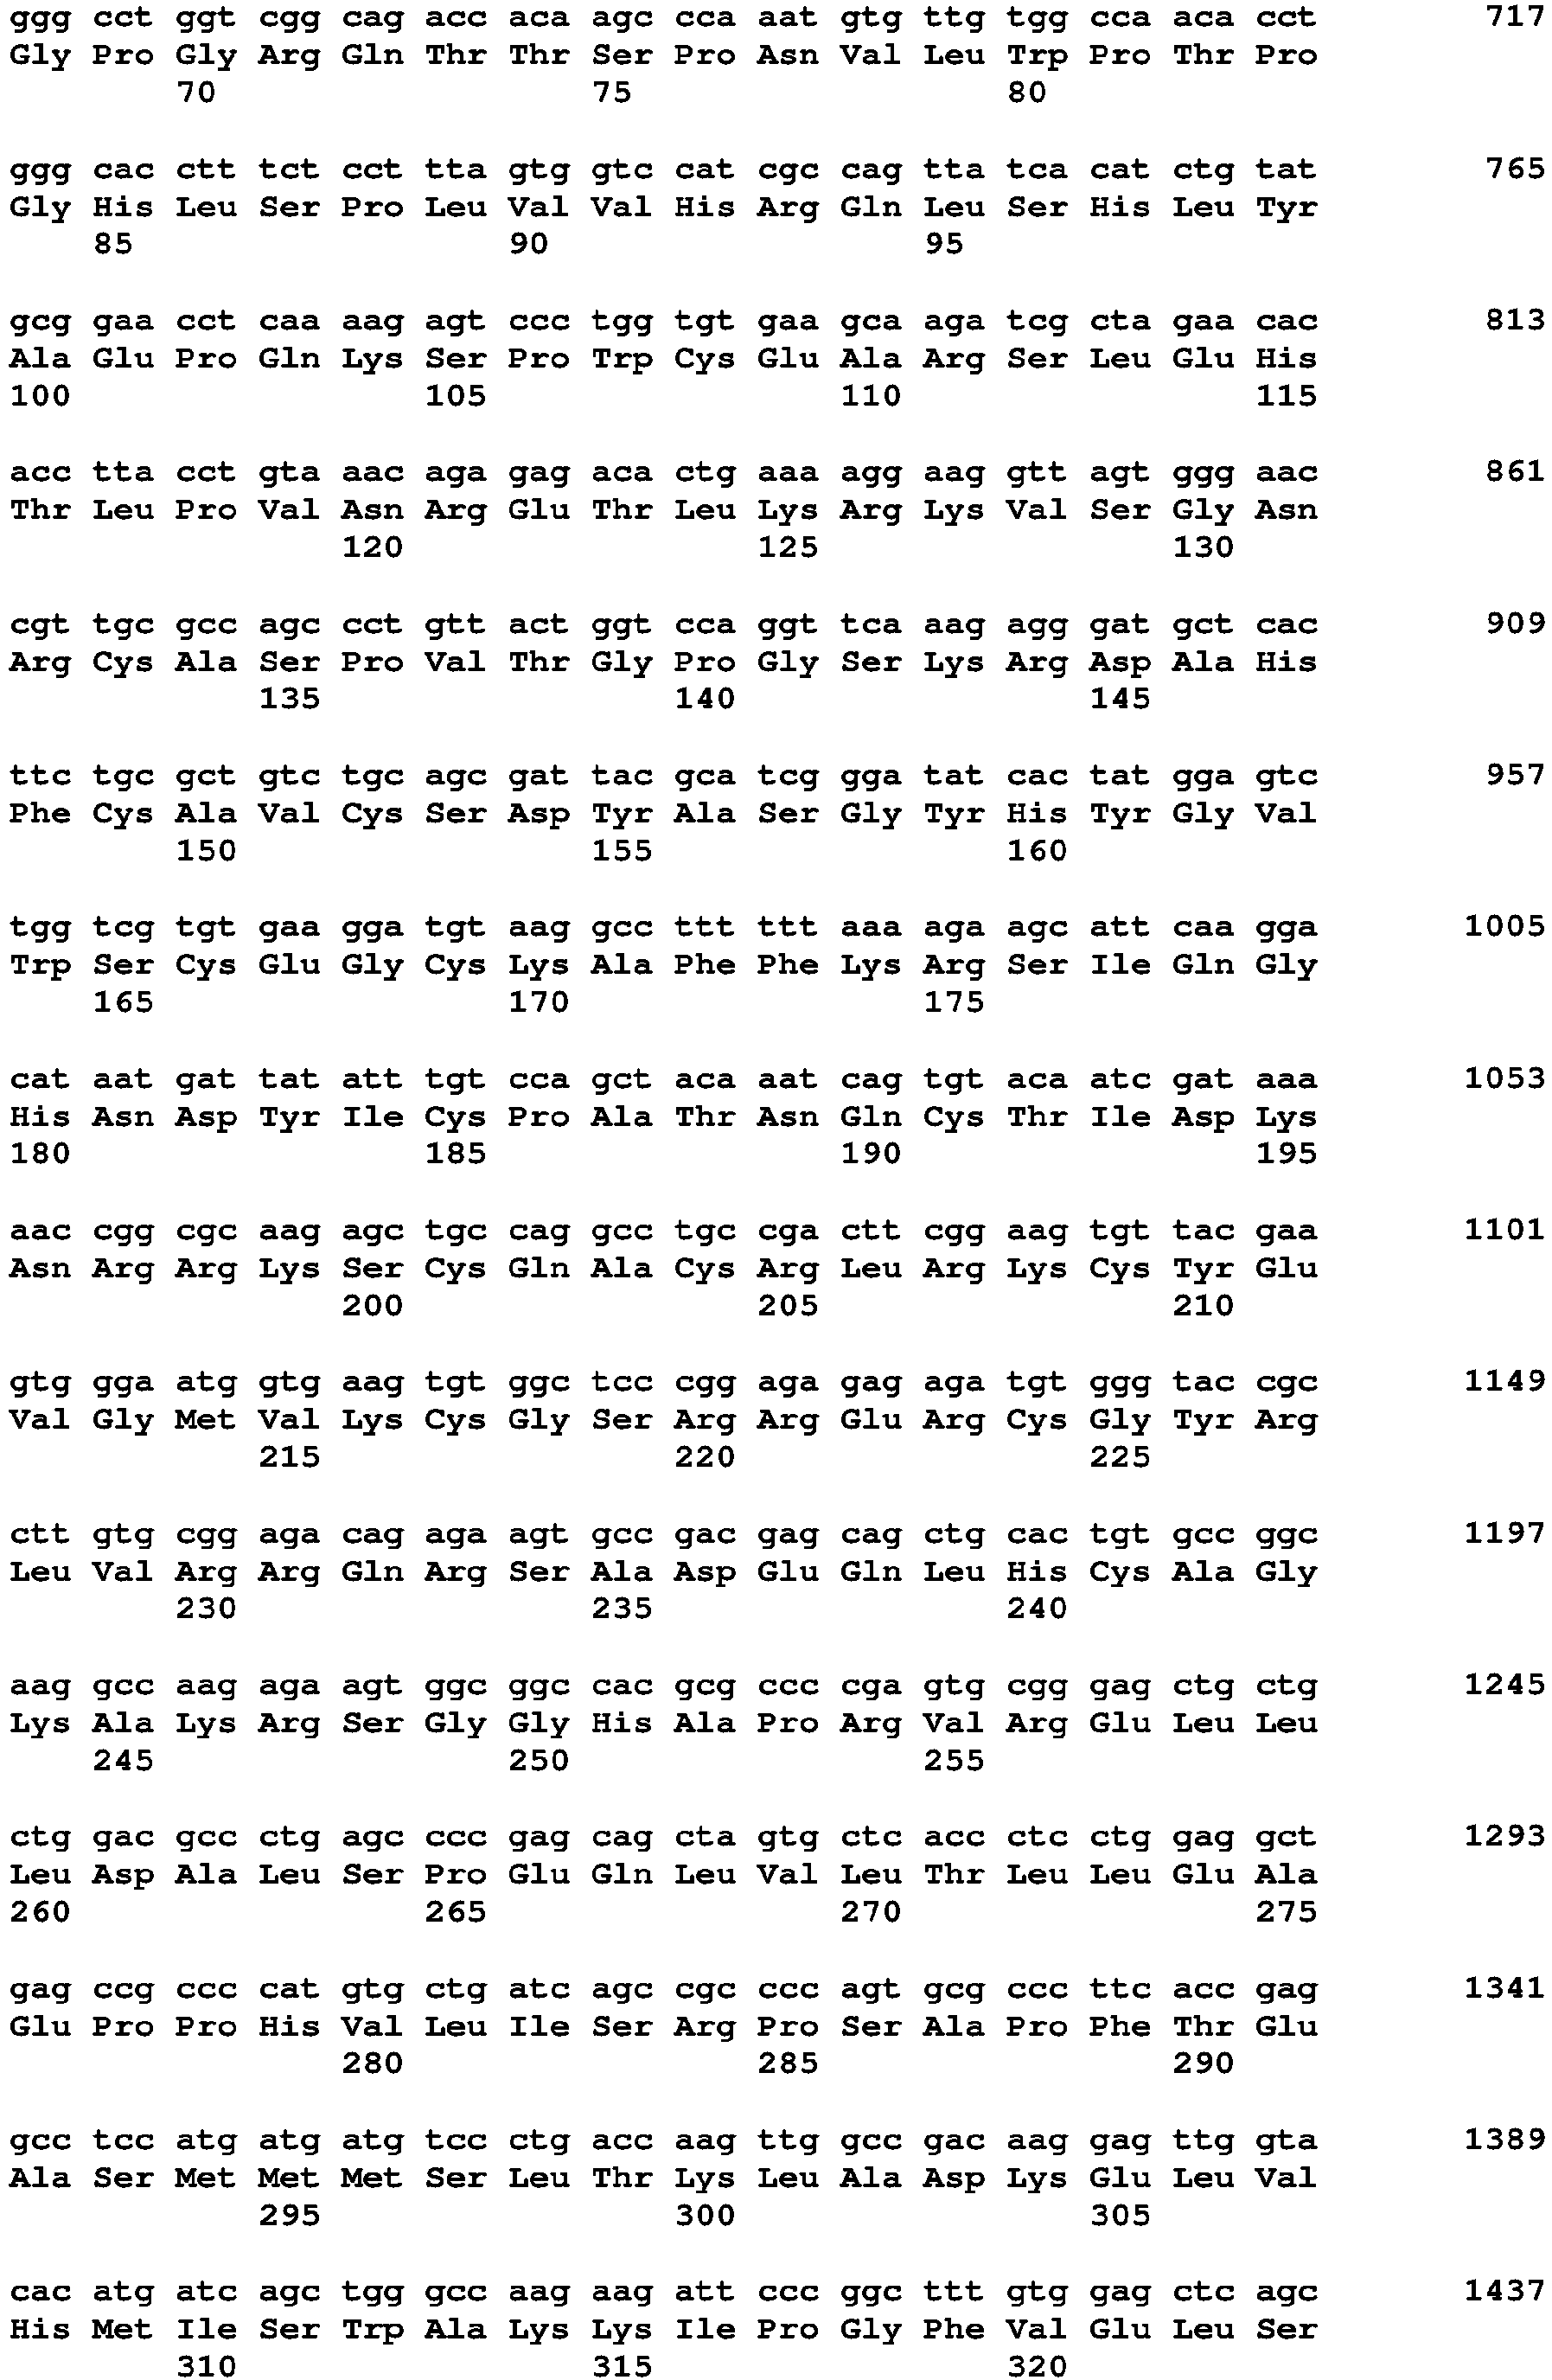 ggg cct ggt cgg cag acc aca agc cca aat gtg ttg tgg cca aca cct 717
Gly Pro Gly Arg Gln Thr Thr Ser Pro Asn Val Leu Trp Pro Thr Pro
70 75 80
ggg cac ctt tct cct tta gtg gtc cat cgc cag tta tca cat ctg tat 765
Gly His Leu Ser Pro Leu Val Val His Arg Gln Leu Ser His Leu Tyr
85 90 95
gcg gaa cct caa aag agt ccc tgg tgt gaa gca aga tcg cta gaa cac 813
Ala Glu Pro Gln Lys Ser Pro Trp Cys Glu Ala Arg Ser Leu Glu His
100 105 110 115
acc tta cct gta aac aga gag aca ctg aaa agg aag gtt agt ggg aac 861
Thr Leu Pro Val Asn Arg Glu Thr Leu Lys Arg Lys Val Ser Gly Asn
120 125 130
cgt tgc gcc agc cct gtt act ggt cca ggt tca aag agg gat gct cac 909
Arg Cys Ala Ser Pro Val Thr Gly Pro Gly Ser Lys Arg Asp Ala His
135 140 145
ttc tgc gct gtc tgc agc gat tac gca tcg gga tat cac tat gga gtc 957
Phe Cys Ala Val Cys Ser Asp Tyr Ala Ser Gly Tyr His Tyr Gly Val
150 155 160
tgg tcg tgt gaa gga tgt aag gcc ttt ttt aaa aga agc att caa gga 1005
Trp Ser Cys Glu Gly Cys Lys Ala Phe Phe Lys Arg Ser Ile Gln Gly
165 170 175
cat aat gat tat att tgt cca gct aca aat cag tgt aca atc gat aaa 1053
His Asn Asp Tyr Ile Cys Pro Ala Thr Asn Gln Cys Thr Ile Asp Lys
180 185 190 195
aac cgg cgc aag agc tgc cag gcc tgc cga ctt cgg aag tgt tac gaa 1101
Asn Arg Arg Lys Ser Cys Gln Ala Cys Arg Leu Arg Lys Cys Tyr Glu
200 205 210
gtg gga atg gtg aag tgt ggc tcc cgg aga gag aga tgt ggg tac cgc 1149
Val Gly Met Val Lys Cys Gly Ser Arg Arg Glu Arg Cys Gly Tyr Arg
215 220 225
ctt gtg cgg aga cag aga agt gcc gac gag cag ctg cac tgt gcc ggc 1197
Leu Val Arg Arg Gln Arg Ser Ala Asp Glu Gln Leu His Cys Ala Gly
230 235 240
aag gcc aag aga agt ggc ggc cac gcg ccc cga gtg cgg gag ctg ctg 1245
Lys Ala Lys Arg Ser Gly Gly His Ala Pro Arg Val Arg Glu Leu Leu
245 250 255
ctg gac gcc ctg agc ccc gag cag cta gtg ctc acc ctc ctg gag gct 1293
Leu Asp Ala Leu Ser Pro Glu Gln Leu Val Leu Thr Leu Leu Glu Ala
260 265 270 275
gag ccg ccc cat gtg ctg atc agc cgc ccc agt gcg ccc ttc acc gag 1341
Glu Pro Pro His Val Leu Ile Ser Arg Pro Ser Ala Pro Phe Thr Glu
280 285 290
gcc tcc atg atg atg tcc ctg acc aag ttg gcc gac aag gag ttg gta 1389
Ala Ser Met Met Met Ser Leu Thr Lys Leu Ala Asp Lys Glu Leu Val
295 300 305
cac atg atc agc tgg gcc aag aag att ccc ggc ttt gtg gag ctc agc 1437
His Met Ile Ser Trp Ala Lys Lys Ile Pro Gly Phe Val Glu Leu Ser
310 315 320